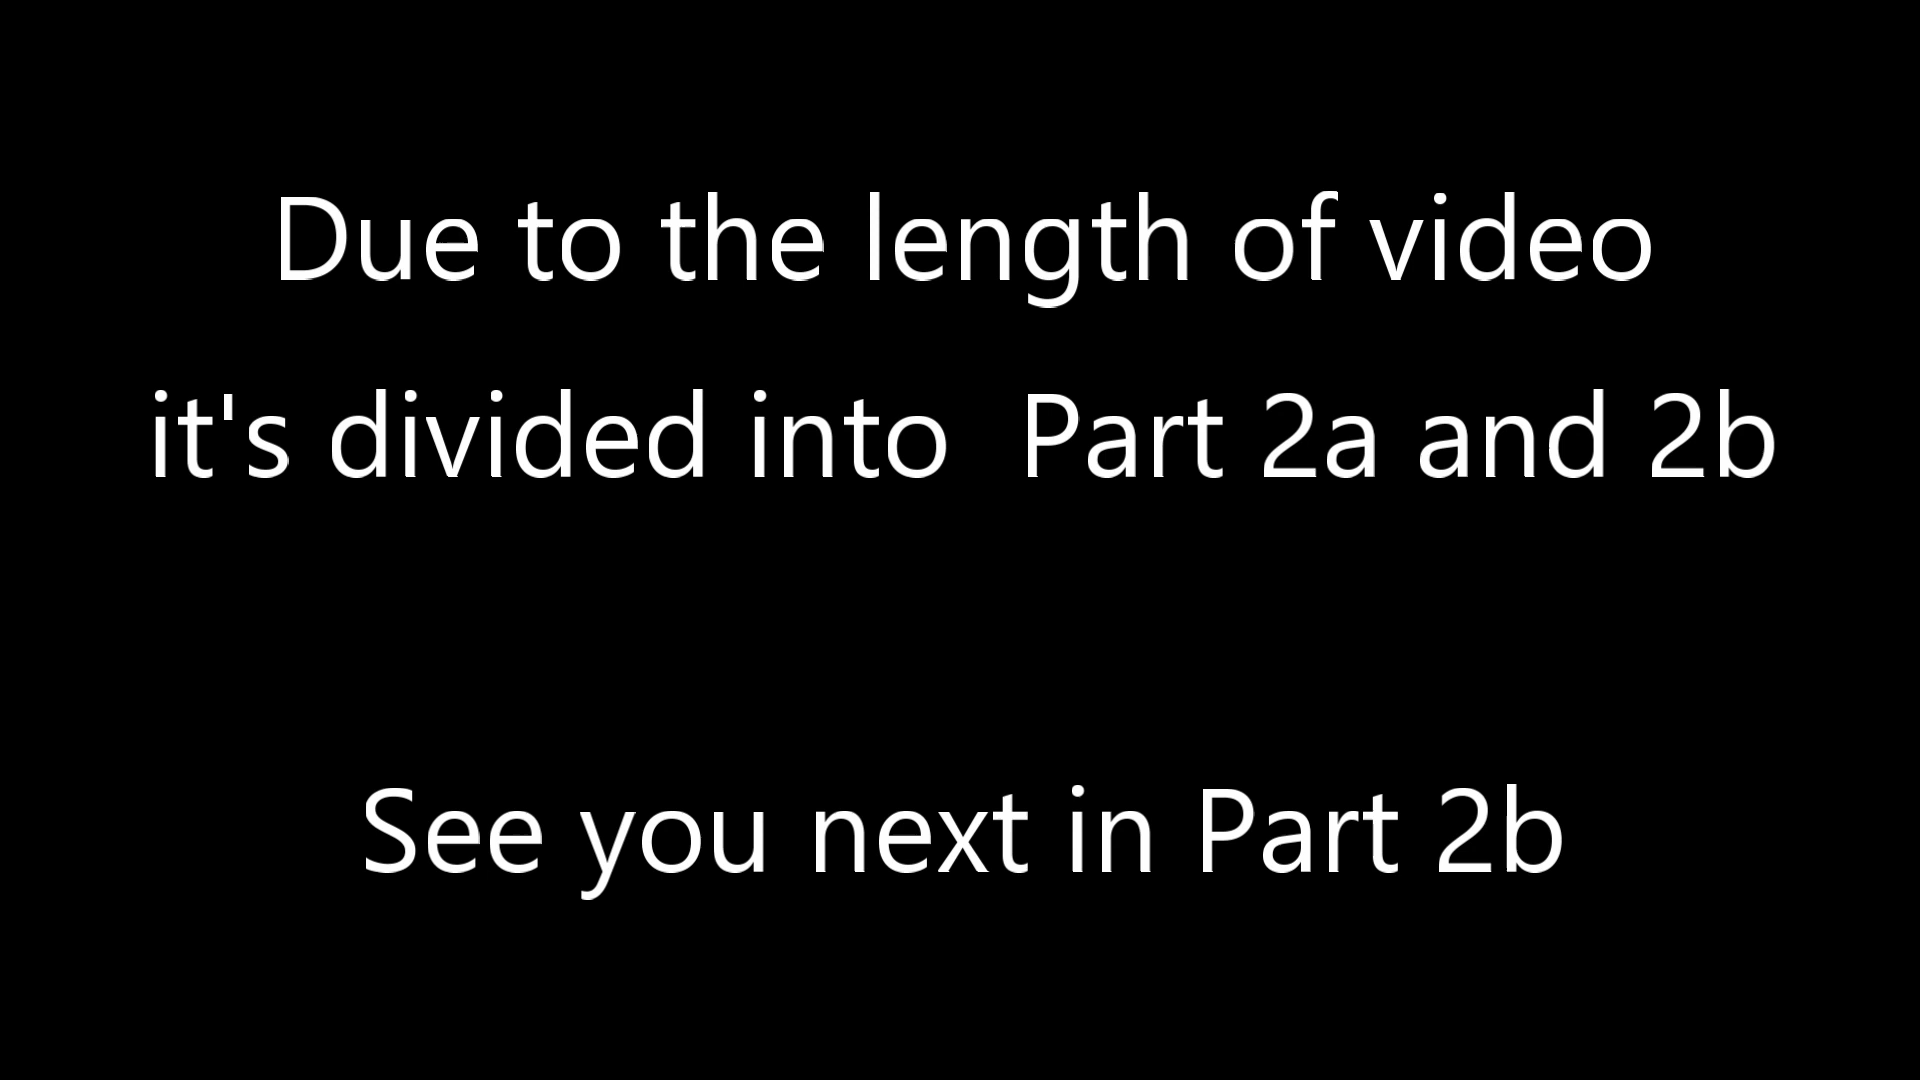 Due to the length of video
it's divided into  Part 2a and 2b
See you next in Part 2b